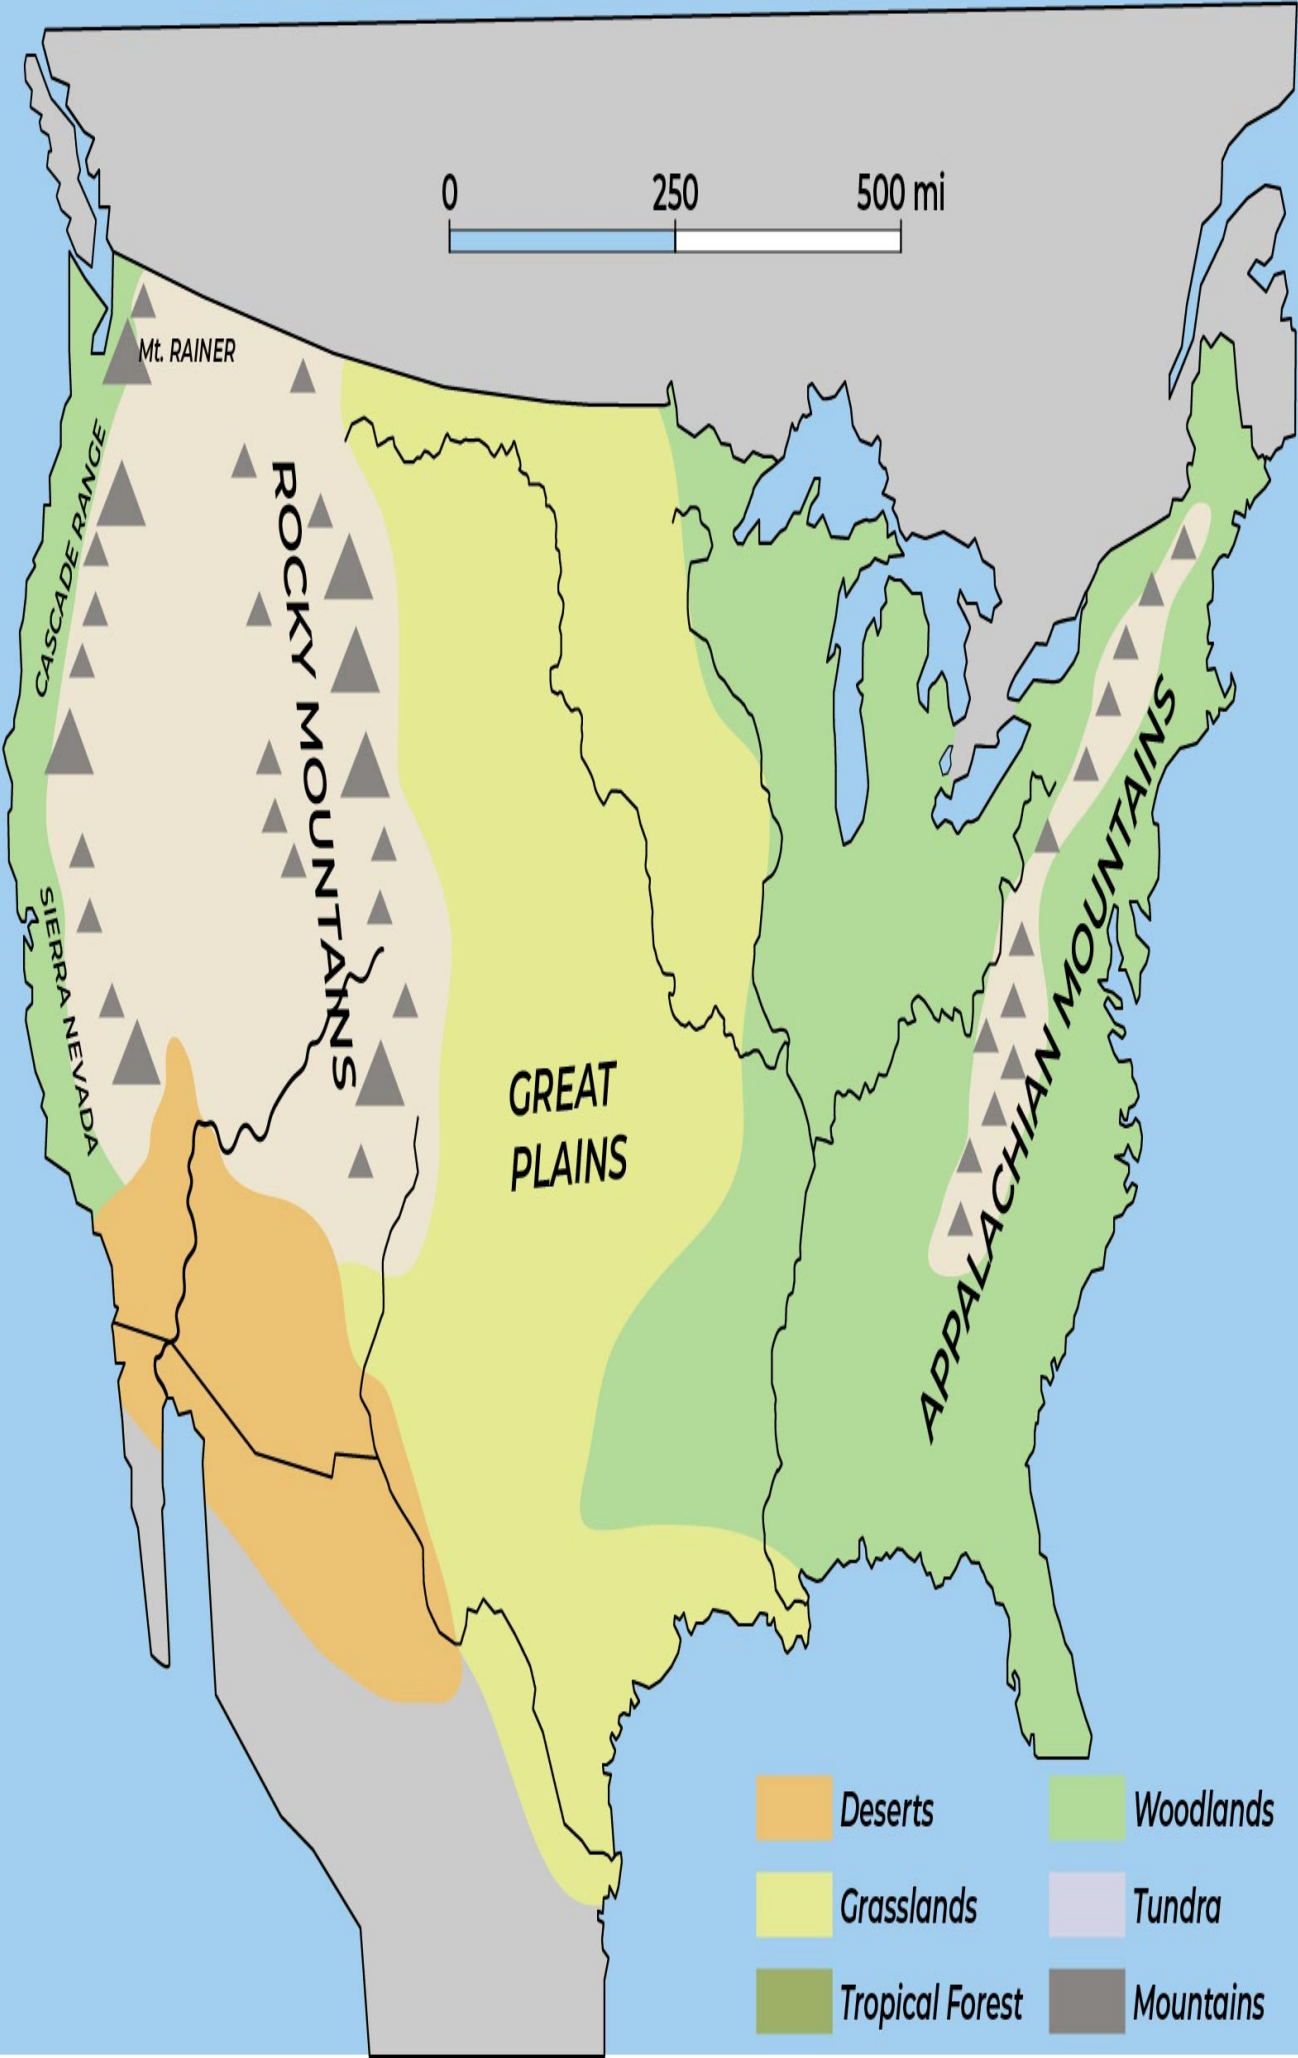 0 250 500 mi
Mt. RAINER
CASCADE RANGE
ROCKY MOUNTAINS
SIERRA NEVADA
GREAT
PLAINS
APPALACHIAN MOUNTAINS
Deserts
Woodlands
Grasslands
Tundra
Tropical Forest
Mountains